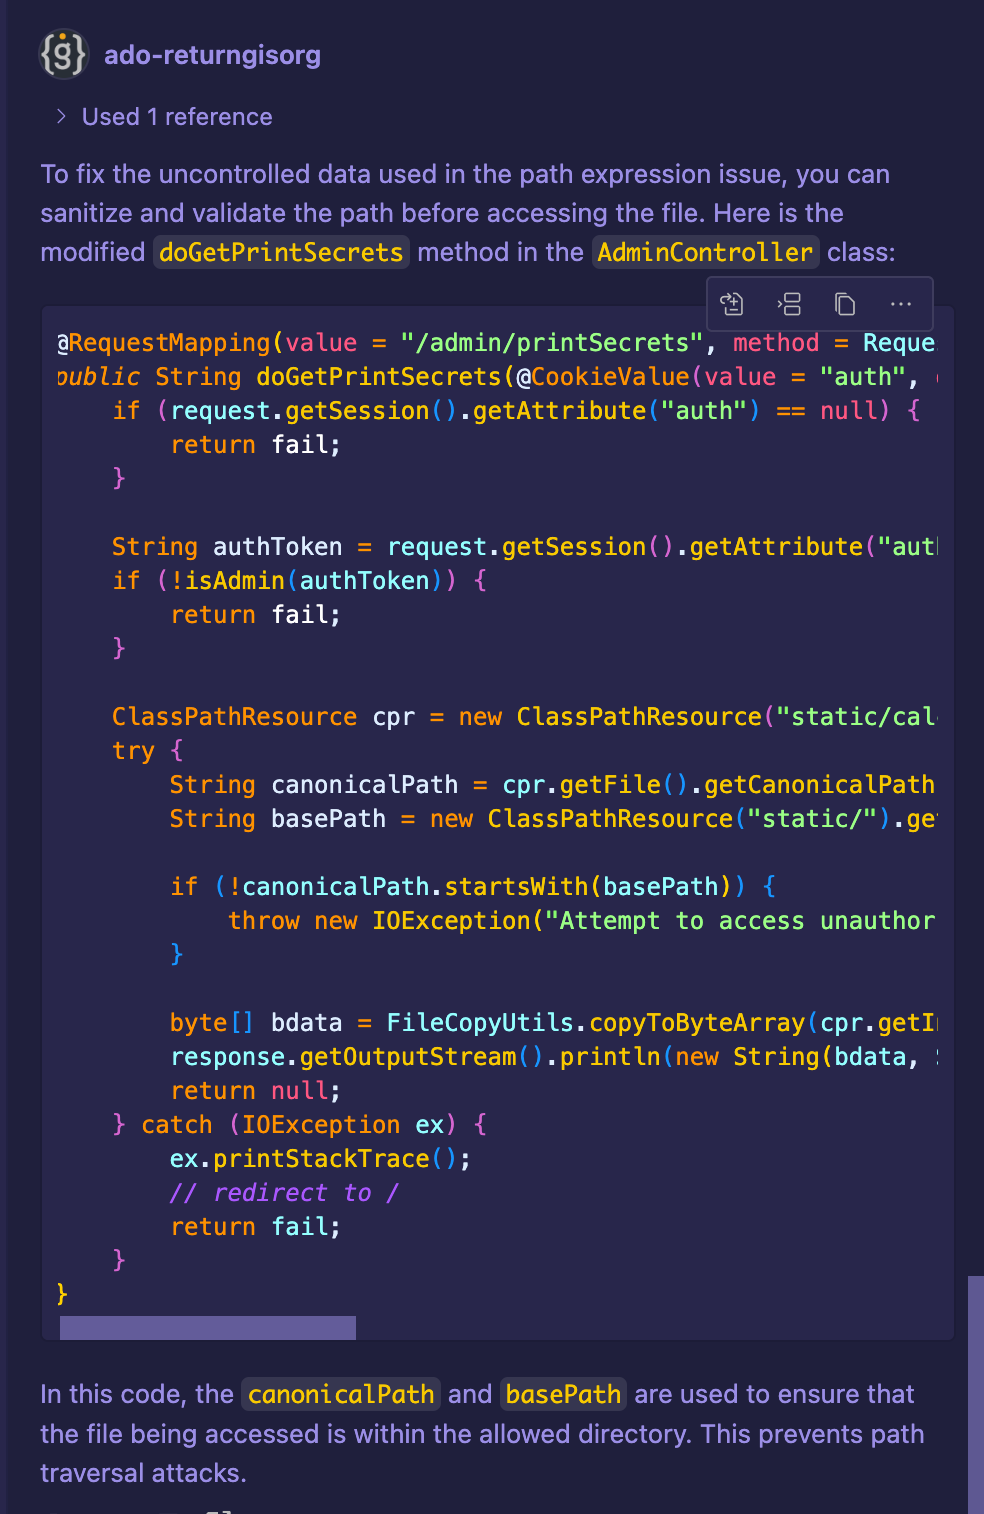 {g}
ado-returngisorg
> Used 1 reference
To fix the uncontrolled data used in the path expression issue, you can
sanitize and validate the path before accessing the file. Here is the
modified doGetPrintSecrets method in the AdminController class:
@RequestMapping(value = "/admin/printSecrets", method = Reque
public String doGetPrintSecrets(@CookieValue(value = "auth",
    if (request.getSession().getAttribute("auth") == null) {
        return fail;
    }
    String authToken = request.getSession().getAttribute("aut
    if (!isAdmin(authToken)) {
        return fail;
    }
    ClassPathResource cpr = new ClassPathResource("static/cal
    try {
        String canonicalPath = cpr.getFile().getCanonicalPath
        String basePath = new ClassPathResource("static/").ge
        if (!canonicalPath.startsWith(basePath)) {
            throw new IOException("Attempt to access unauthor
        }
        byte[] bdata = FileCopyUtils.copyToByteArray(cpr.getI
        response.getOutputStream().println(new String(bdata,
        return null;
    } catch (IOException ex) {
        ex.printStackTrace();
        // redirect to /
        return fail;
    }
}
In this code, the canonicalPath and basePath are used to ensure that
the file being accessed is within the allowed directory. This prevents path
traversal attacks.